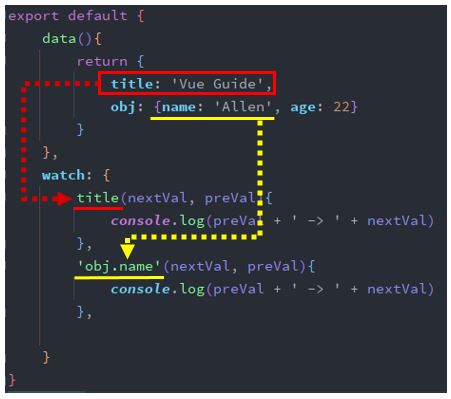 export default {
    data(){
        return {
            title: 'Vue Guide',
            obj: {name: 'Allen', age: 22}
        }
    },
    watch: {
        title(nextVal, preVal){
            console.log(preVal + ' -> ' + nextVal)
        },
        'obj.name'(nextVal, preVal){
            console.log(preVal + ' -> ' + nextVal)
        },
    }
}